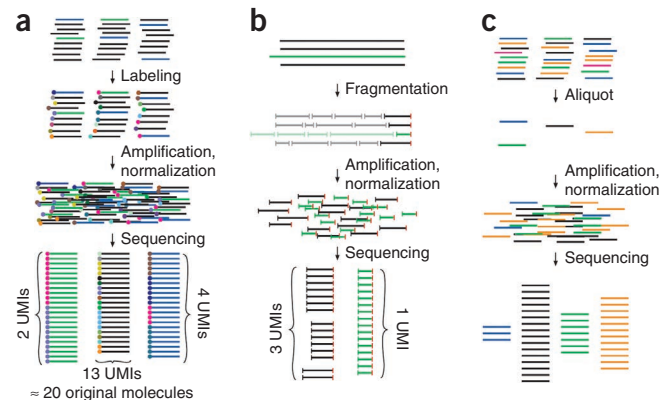 a
Labeling
Amplification,
normalization
Sequencing
2 UMIs
4 UMIs
13 UMIs
≈ 20 original molecules
b
Fragmentation
Amplification,
normalization
Sequencing
3 UMIs
1 UMI
c
Aliquot
Amplification,
normalization
Sequencing